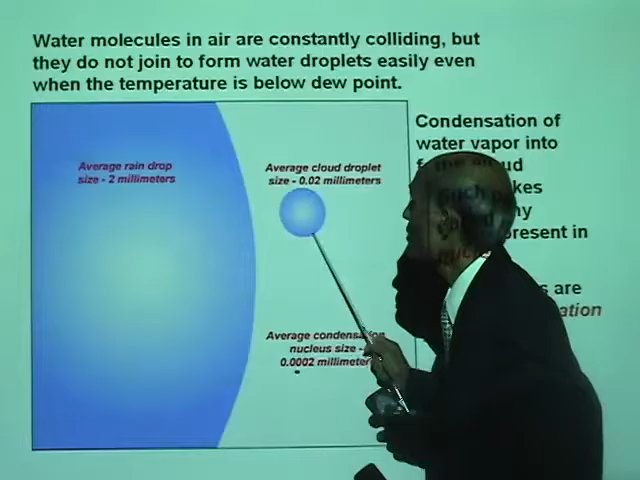 Water molecules in air are constantly colliding, but
they do not join to form water droplets easily even
when the temperature is below dew point.
Average rain drop
size - 2 millimeters
Average cloud droplet
size - 0.02 millimeters
Average condensation
nucleus size -
0.0002 millimeter
Condensation of
water vapor into
present in
are